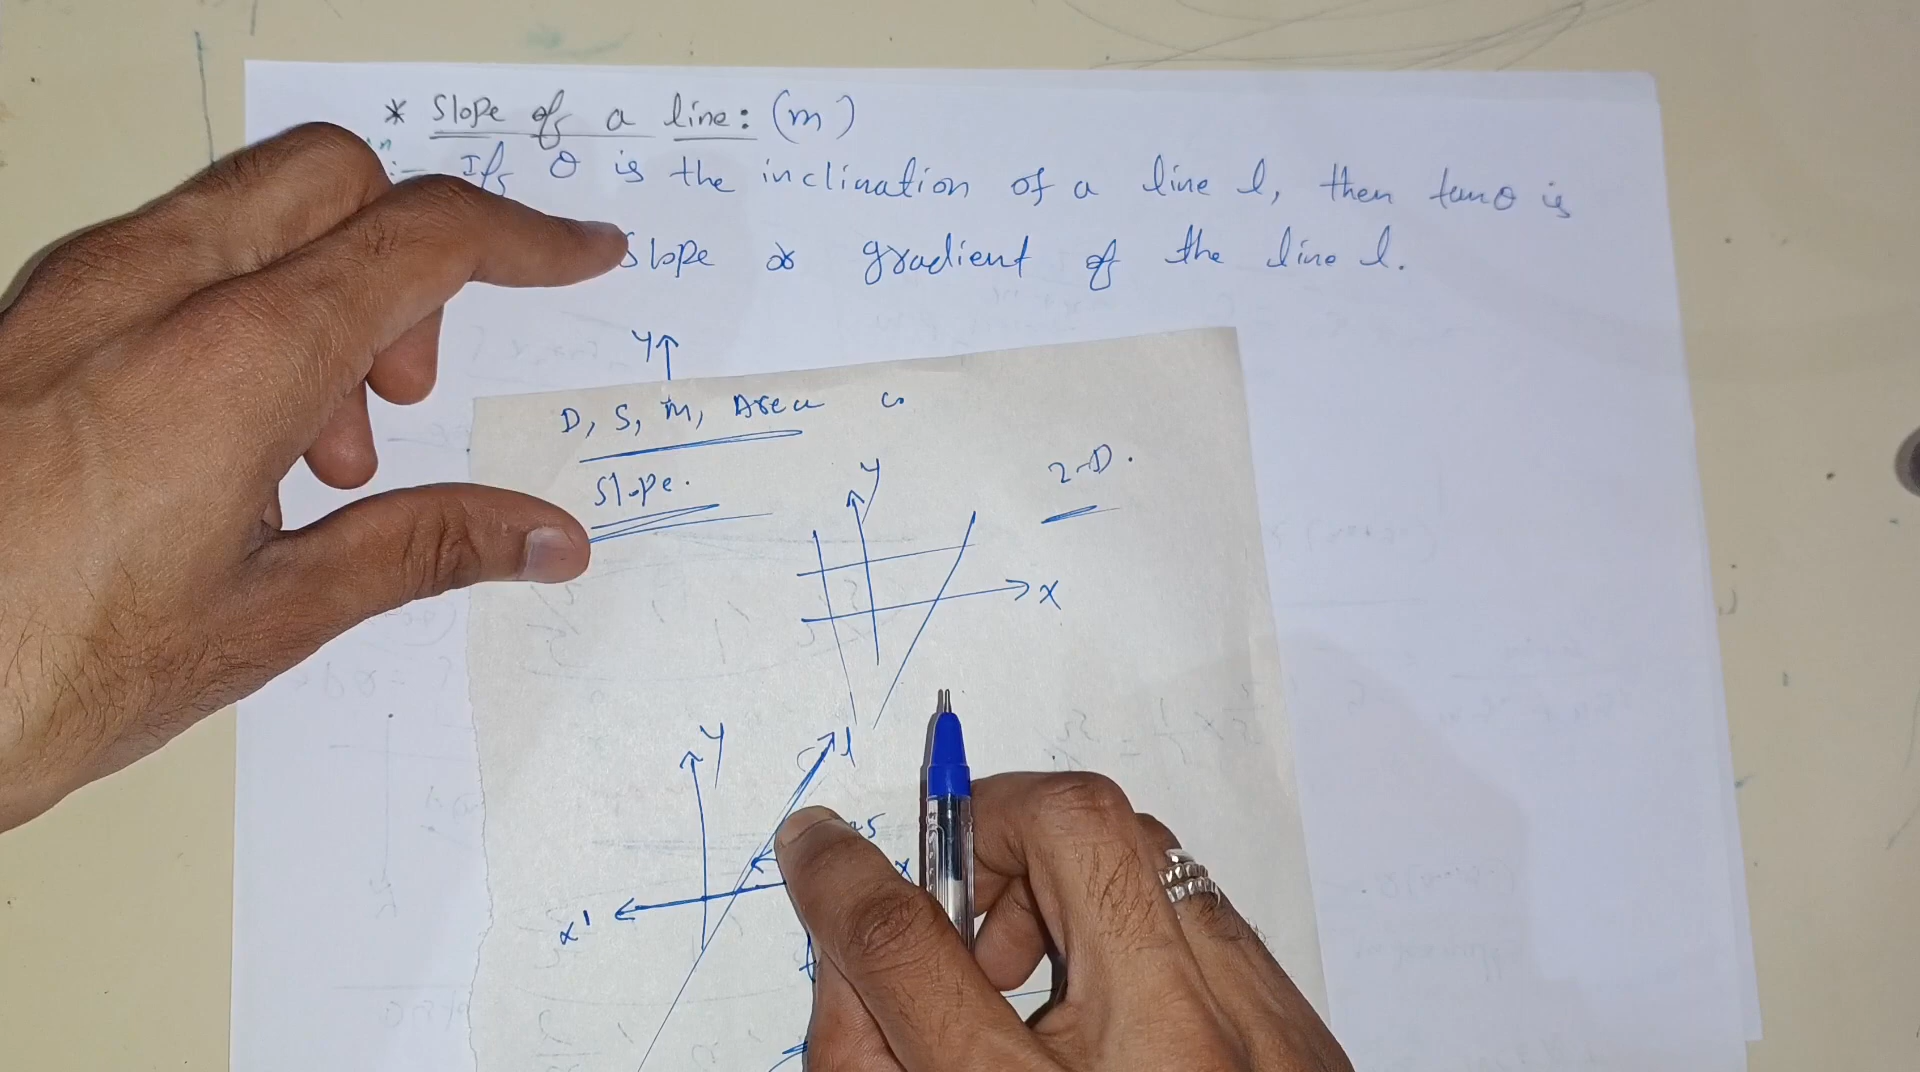 * Slope of a line: (m)
:- If θ is the inclination of a line l, then tanθ is
Slope or gradient of the line l.
y
D, S, m, Area
Slope.
2-D.
y
x
y
l
x
x'